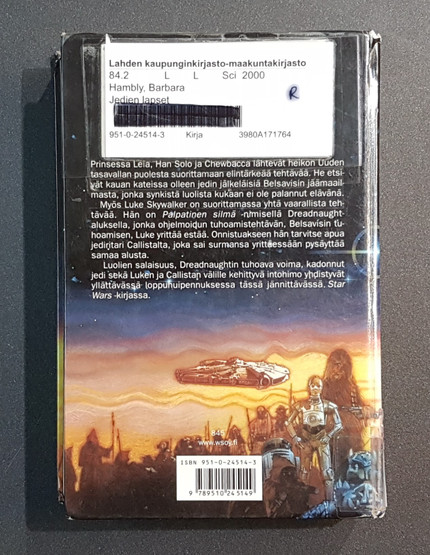 Lahden kaupunginkirjasto-maakuntakirjasto
84.2 L L Sci 2000
Hambly, Barbara
Jedien lapset
R
951-0-24514-3 Kirja 3980A171764
Prinsessa Leia, Han Solo ja Chewbacca lähtevät heikon Uuden
tasavallan puolesta suorittamaan elintärkeää tehtävää. He etsi-
vät kauan kateissa olleen jedin jälkeläisiä Belsavisin jäämaail-
masta, jonka synkistä luolista kukaan ei ole palannut elävänä.
Myös Luke Skywalker on suorittamassa yhtä vaarallista teh-
tävää. Hän on Palpatinen silmä -nimisellä Dreadnaught-
aluksella, jonka ohjelmoidun tuhoamistehtävän, Belsavisin tu-
hoamisen, Luke yrittää estää. Onnistuakseen hän tarvitsee apua
jediritari Callistalta, joka sai surmansa yrittäessään pysäyttää
samaa alusta.
Luolien salaisuus, Dreadnaughtin tuhoava voima, kadonnut
jedi sekä Luken ja Callistan välille kehittyvä intohimo yhdistyvät
yllättävässä loppuhuipennuksessa tässä jännittävässä Star
Wars -kirjassa.
845
www.wsoy.fi
ISBN 951-0-24514-3
9 789510 245149